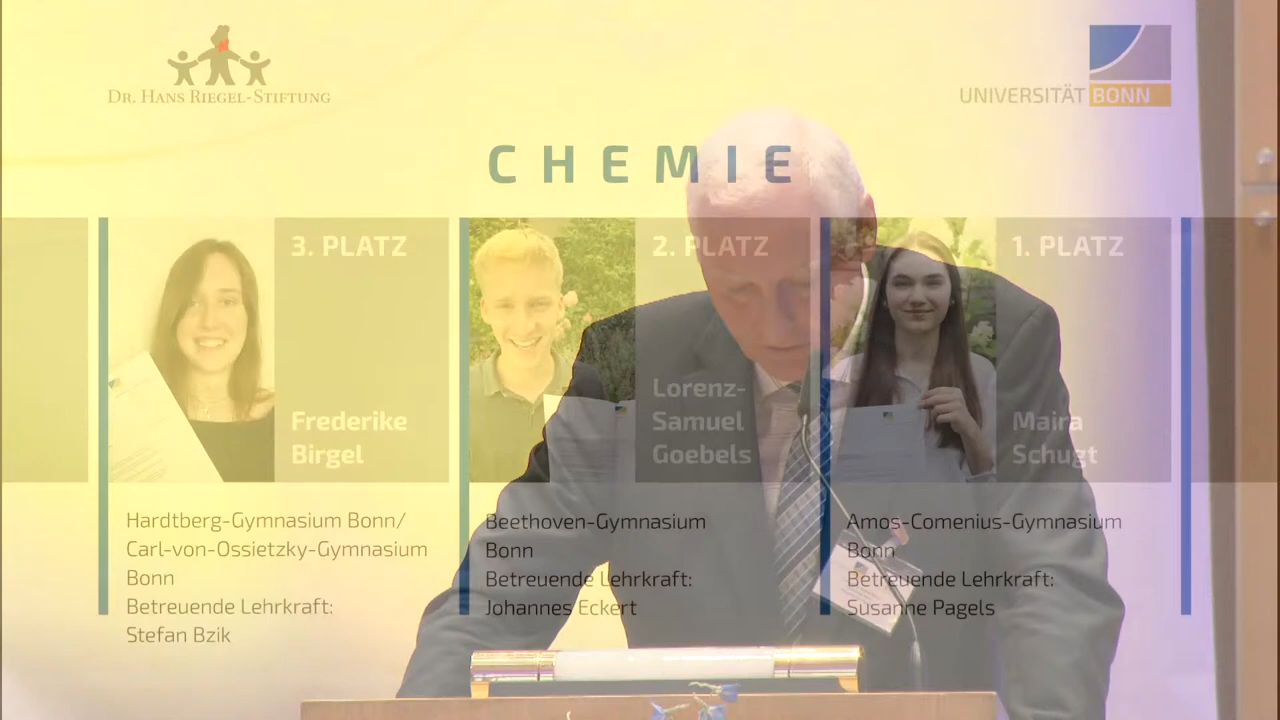 DR. HANS RIEGEL-STIFTUNG
UNIVERSITÄT BONN
CHEMIE
3. PLATZ
Frederike
Birgel
Hardtberg-Gymnasium Bonn/
Carl-von-Ossietzky-Gymnasium
Bonn
Betreuende Lehrkraft:
Stefan Bzik
2. PLATZ
Lorenz-
Samuel
Goebels
Beethoven-Gymnasium
Bonn
Betreuende Lehrkraft:
Johannes Eckert
1. PLATZ
Maira
Schugt
Amos-Comenius-Gymnasium
Bonn
Betreuende Lehrkraft:
Susanne Pagels